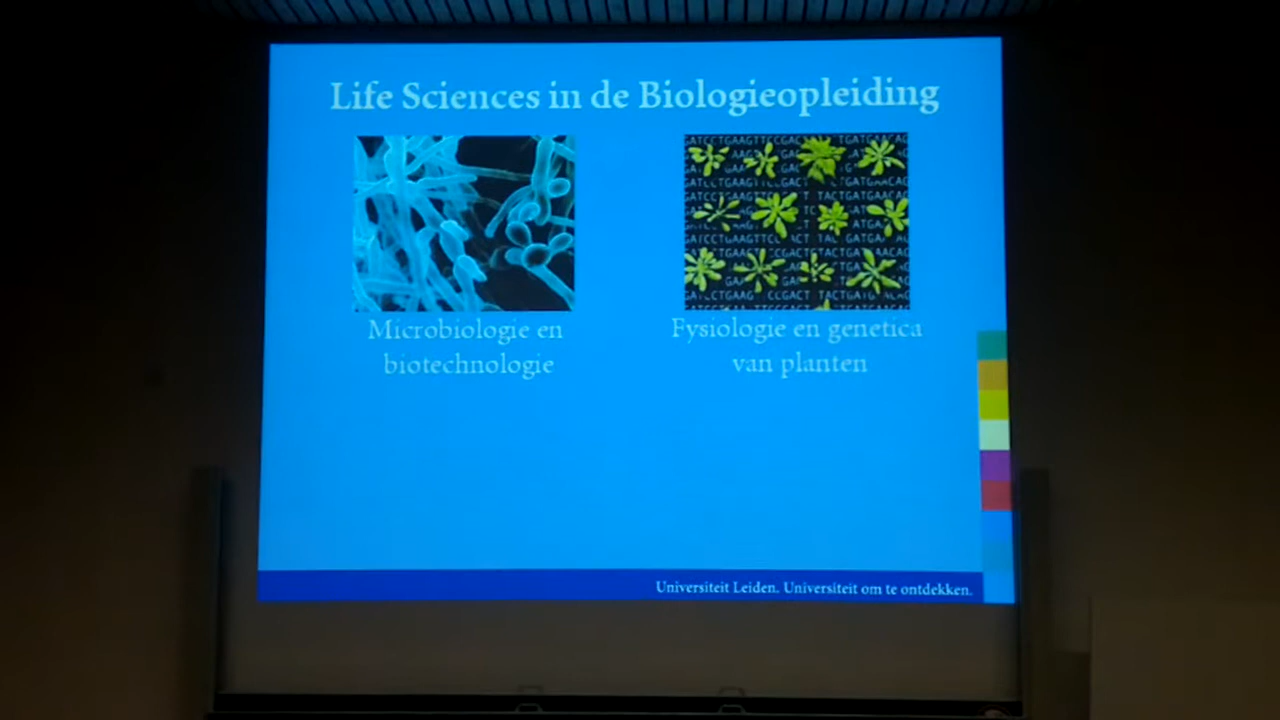 Life Sciences in de Biologieopleiding
Microbiologie en
biotechnologie
Fysiologie en genetica
van planten
Universiteit Leiden. Universiteit om te ontdekken.